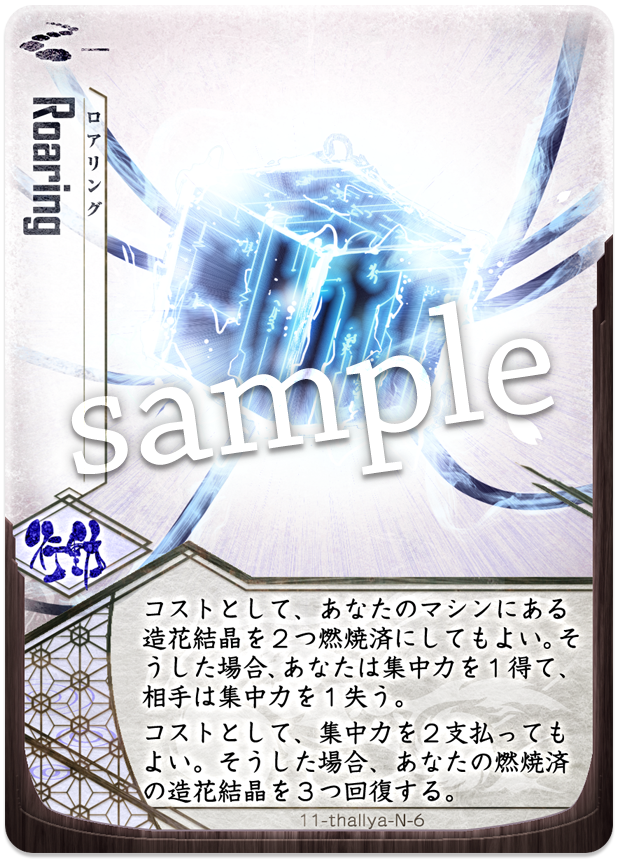 Roaring
ロアリング
sample
行動
コストとして、あなたのマシンにある
造花結晶を２つ燃焼済にしてもよい。そ
うした場合、あなたは集中力を１得て、
相手は集中力を１失う。
コストとして、集中力を２支払っても
よい。そうした場合、あなたの燃焼済
の造花結晶を３つ回復する。
11-thallya-N-6